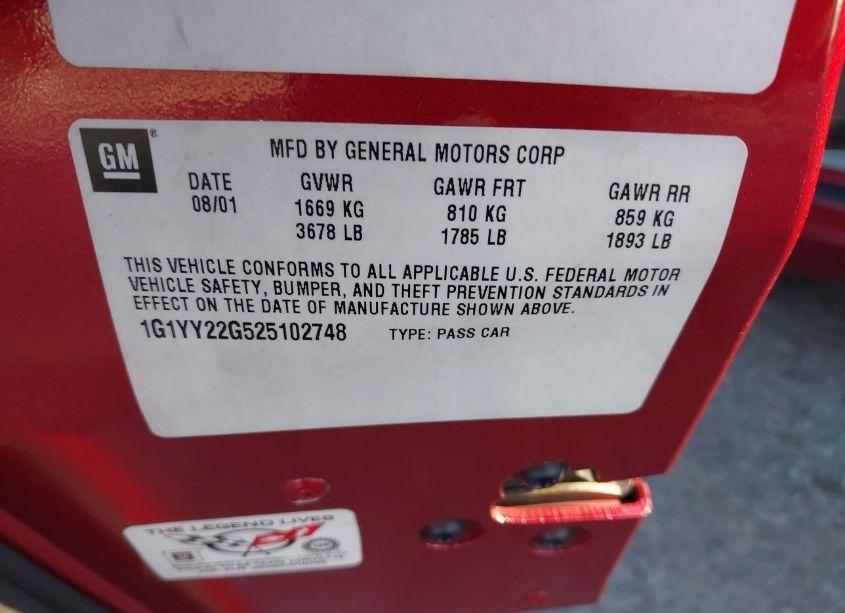 GM
MFD BY GENERAL MOTORS CORP
DATE GVWR GAWR FRT GAWR RR
08/01 1669 KG 810 KG 859 KG
3678 LB 1785 LB 1893 LB
THIS VEHICLE CONFORMS TO ALL APPLICABLE U.S. FEDERAL MOTOR
VEHICLE SAFETY, BUMPER, AND THEFT PREVENTION STANDARDS IN
EFFECT ON THE DATE OF MANUFACTURE SHOWN ABOVE.
1G1YY22G525102748 TYPE: PASS CAR
THE LEGEND LIVES